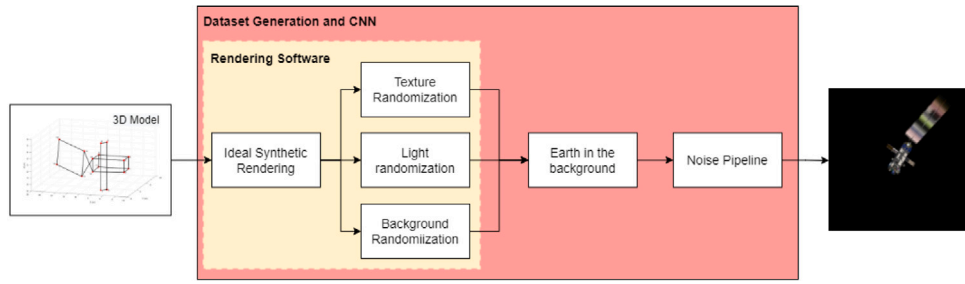 Dataset Generation and CNN
Rendering Software
3D Model
Texture
Randomization
Ideal Synthetic
Rendering
Light
randomization
Background
Randomiization
Earth in the
background
Noise Pipeline